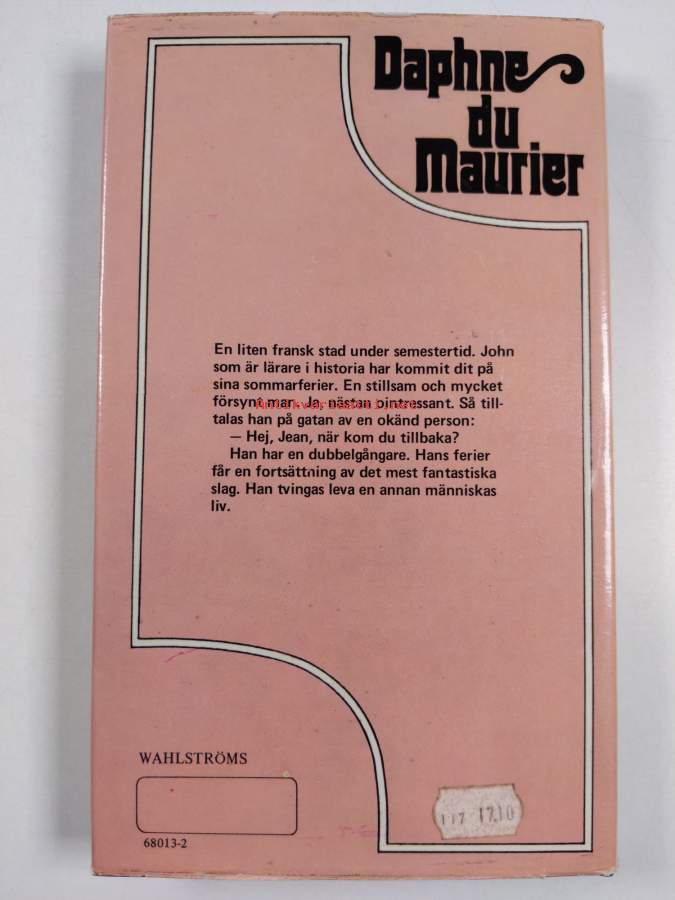 Daphne
du
Maurier
En liten fransk stad under semestertid. John
som är lärare i historia har kommit dit på
sina sommarferier. En stillsam och mycket
försynt man. Ja, nästan ointressant. Så till-
Antikvariaatti.net
talas han på gatan av en okänd person:
— Hej, Jean, när kom du tillbaka?
Han har en dubbelgångare. Hans ferier
får en fortsättning av det mest fantastiska
slag. Han tvingas leva en annan människas
liv.
WAHLSTRÖMS
68013-2
117 17.10